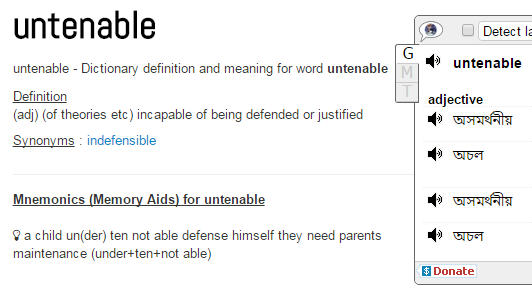 untenable
untenable - Dictionary definition and meaning for word untenable
Definition
(adj) (of theories etc) incapable of being defended or justified
Synonyms : indefensible
Mnemonics (Memory Aids) for untenable
a child un(der) ten not able defense himself they need parents
maintenance (under+ten+not able)
Detect la
G
M
T
untenable
adjective
অসমর্থনীয়
অচল
অসমর্থনীয়
অচল
$ Donate